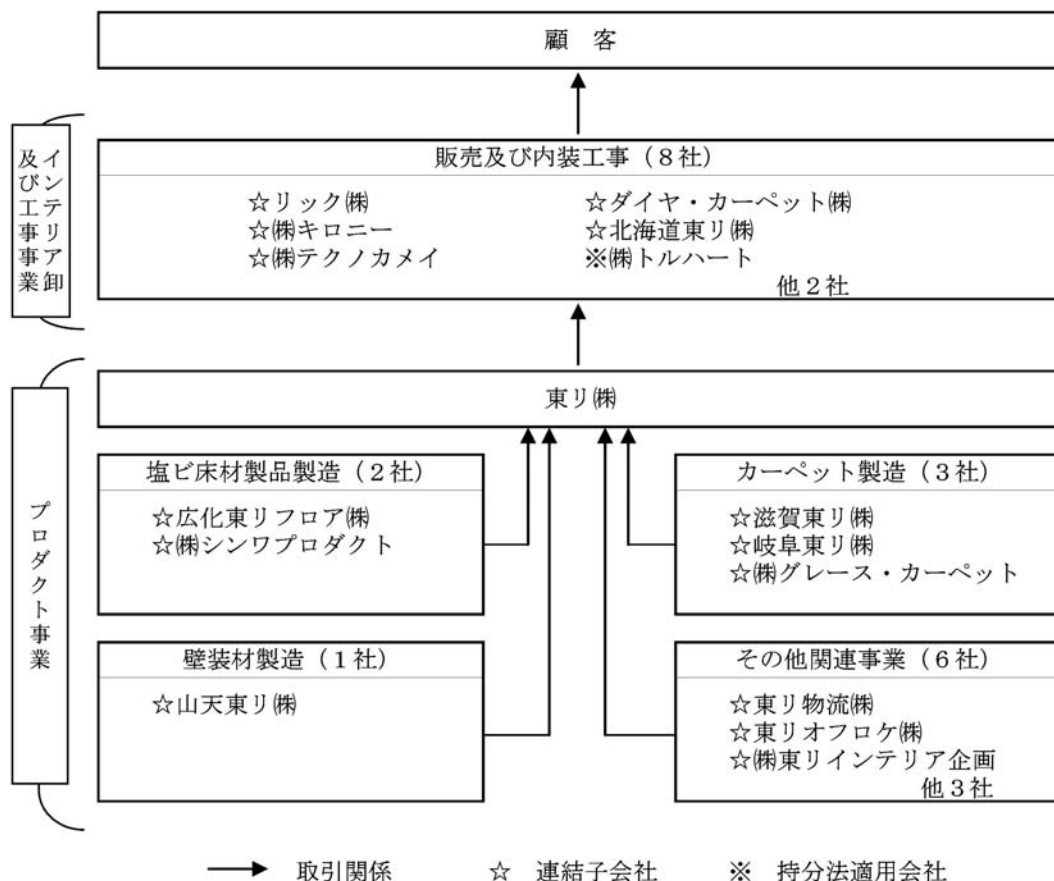 顧　客
インテリア卸
及び工事事業
販売及び内装工事（８社）
☆リック㈱
☆㈱キロニー
☆㈱テクノカメイ
☆ダイヤ・カーペット㈱
☆北海道東リ㈱
※㈱トルハート
他２社
プロダクト事業
東リ㈱
塩ビ床材製品製造（２社）
☆広化東リフロア㈱
☆㈱シンワプロダクト
カーペット製造（３社）
☆滋賀東リ㈱
☆岐阜東リ㈱
☆㈱グレース・カーペット
壁装材製造（１社）
☆山天東リ㈱
その他関連事業（６社）
☆東リ物流㈱
☆東リオフロケ㈱
☆㈱東リインテリア企画
他３社
取引関係　☆ 連結子会社　※ 持分法適用会社